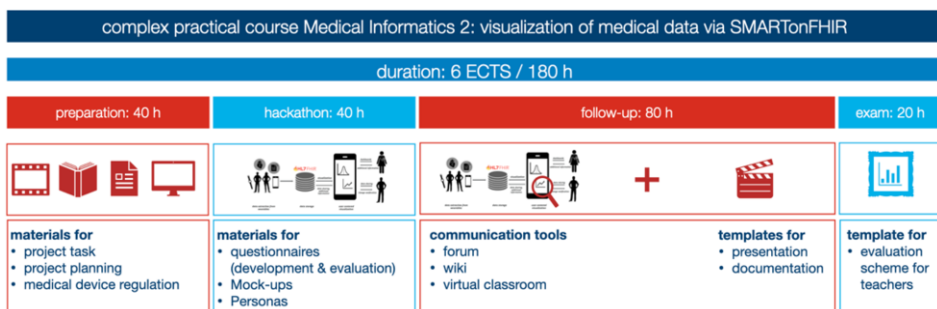 complex practical course Medical Informatics 2: visualization of medical data via SMARTonFHIR
duration: 6 ECTS / 180 h
preparation: 40 h
hackathon: 40 h
follow-up: 80 h
exam: 20 h
materials for
• project task
• project planning
• medical device regulation
materials for
• questionnaires
(development & evaluation)
• Mock-ups
• Personas
communication tools
• forum
• wiki
• virtual classroom
templates for
• presentation
• documentation
template for
• evaluation
scheme for
teachers